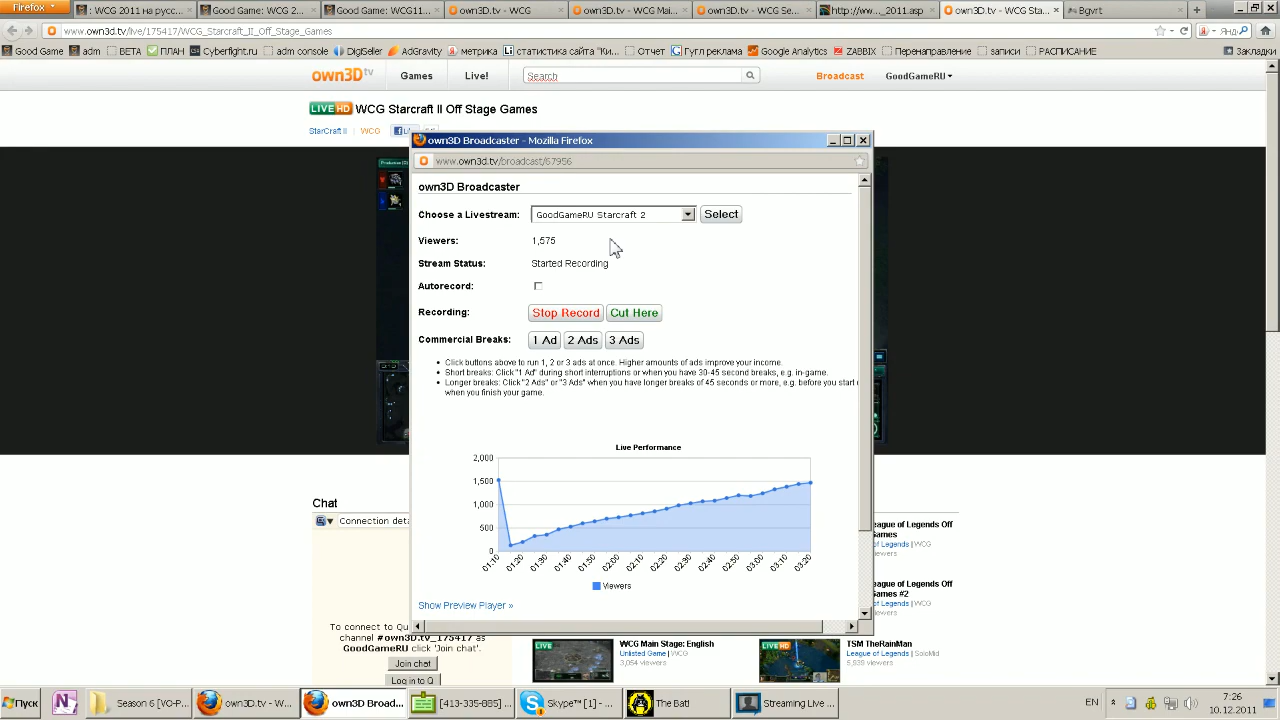 Firefox
: WCG 2011 на русс...
Good Game: WCG...
Good Game: WCG11...
own3D.tv - WCG
own3D.tv - WCG Mai...
own3D.tv - WCG Se...
http://www..._2011.asp
own3D.tv - WCG Sta...
Bgvrt
www.own3d.tv/live/175417/WCG_Starcraft_II_Off_Stage_Games
Янд
Good Game
adm
BETA
ПЛАН
Cyberfight.ru
adm console
DigiSeller
AdGravity
метрика
статистика сайта "Ки...
Отчет
Гугл реклама
Google Analytics
ZABBIX
Перенаправление
записи
РАСПИСАНИЕ
Закладки
own3D tv
Games
Live!
Search
Broadcast
GoodGameRU
LIVE HD WCG Starcraft II Off Stage Games
StarCraft II
WCG
own3D Broadcaster - Mozilla Firefox
www.own3d.tv/broadcast/67956
own3D Broadcaster
Choose a Livestream: GoodGameRU Starcraft 2 Select
Viewers: 1,575
Stream Status: Started Recording
Autorecord:
Recording: Stop Record Cut Here
Commercial Breaks: 1 Ad 2 Ads 3 Ads
Click buttons above to run 1, 2 or 3 ads at once. Higher amounts of ads improve your income.
Short breaks: Click "1 Ad" during short interruptions or when you have 30-45 second breaks, e.g. in-game.
Longer breaks: Click "2 Ads" or "3 Ads" when you have longer breaks of 45 seconds or more, e.g. before you start
when you finish your game.
Live Performance
2,000
1,500
1,000
500
0
01:10 01:20 01:30 01:40 01:50 02:00 02:10 02:20 02:30 02:40 02:50 03:00 03:10 03:20
Viewers
Show Preview Player »
Chat
Connection deta
To connect to Qu
channel
#own3D.tv_175417 as
GoodGameRU click 'Join chat'.
Join chat
Log in to Q
eague of Legends Off
Games
of Legends | WCG
iewers
eague of Legends Off
Games #2
of Legends | WCG
iewers
LIVE
WCG Main Stage: English
Unlisted Game | WCG
3,054 viewers
LIVE HD
TSM TheRainMan
League of Legends | SoloMid
5,939 viewers
Пуск
own3D.tv - W...
own3D Broad...
[413-335-685] ...
Skype™ [1] - ...
The Bat!
Streaming Live ...
EN
7:26
10.12.2011